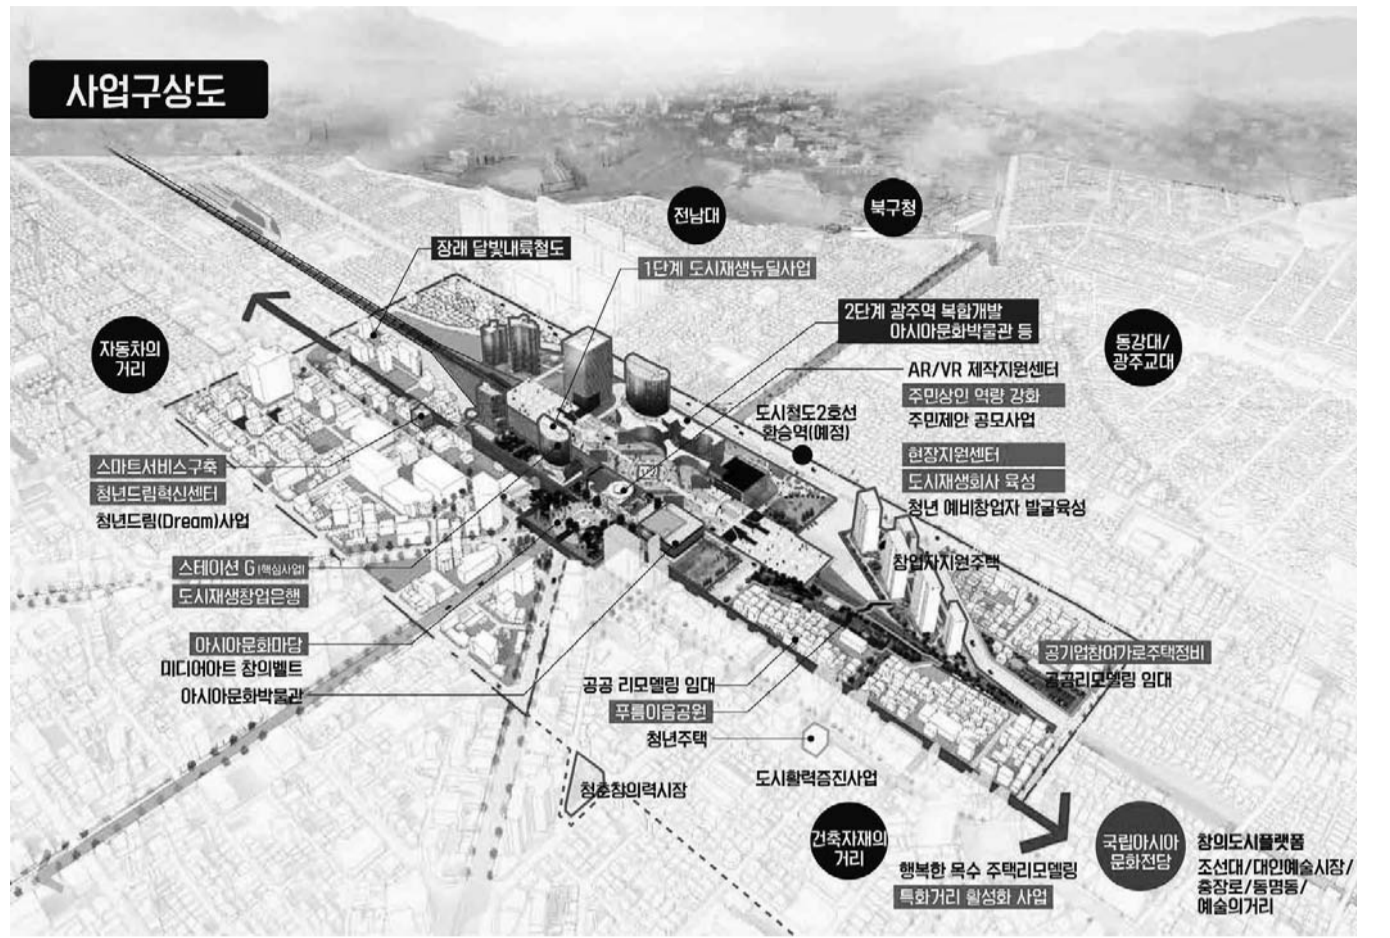 사업구상도
전남대
북구청
장래 달빛내륙철도
1단계 도시재생뉴딜사업
자동차의
거리
2단계 광주역 복합개발
아시아문화박물관 등
동강대/
광주교대
AR/VR 제작지원센터
주민상인 역량 강화
주민제안 공모사업
도시철도2호선
환승역(예정)
현장지원센터
도시재생회사 육성
청년 예비창업자 발굴육성
스마트서비스구축
청년드림혁신센터
청년드림(Dream)사업
창업자지원주택
스테이션 G (핵심사업)
도시재생창업은행
아시아문화마당
미디어아트 창의벨트
아시아문화박물관
공기업참여가로주택정비
공공리모델링 임대
공공 리모델링 임대
푸름이음공원
청년주택
도시활력증진사업
청춘창의력시장
건축자재의
거리
행복한 목수 주택리모델링
특화거리 활성화 사업
국립아시아
문화전당
창의도시플랫폼
조선대/대인예술시장/
충장로/동명동/
예술의거리